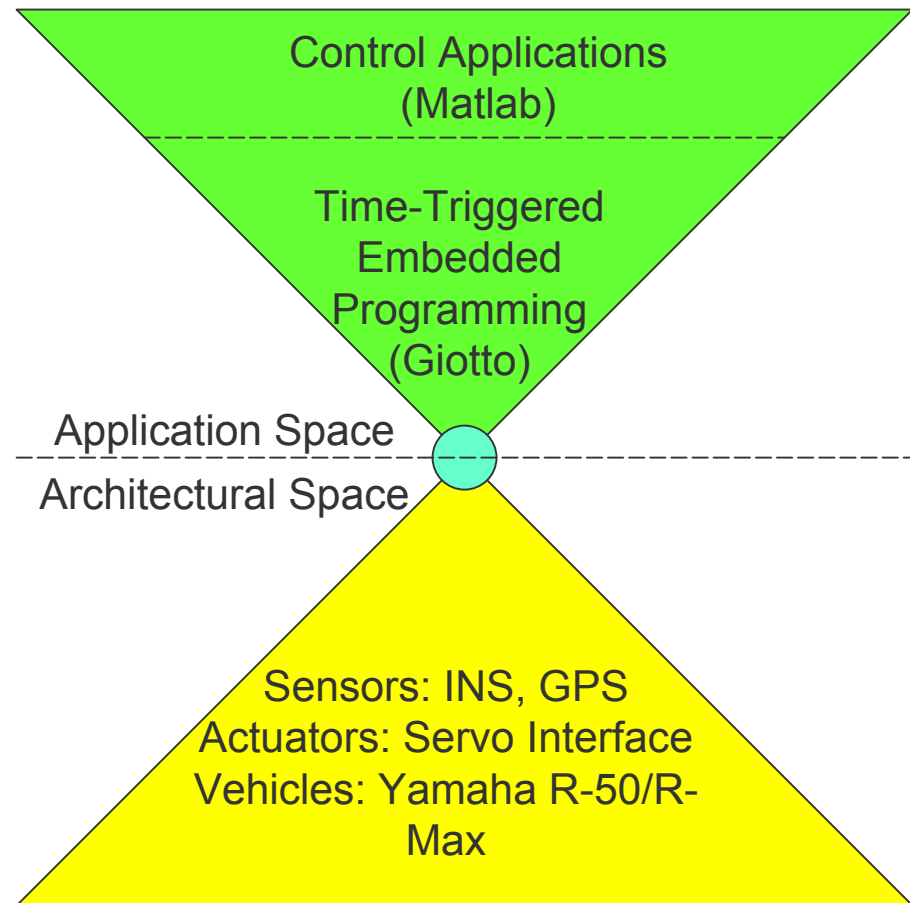 Control Applications
(Matlab)
Time-Triggered
Embedded
Programming
(Giotto)
Application Space
Architectural Space
Sensors: INS, GPS
Actuators: Servo Interface
Vehicles: Yamaha R-50/R-
Max